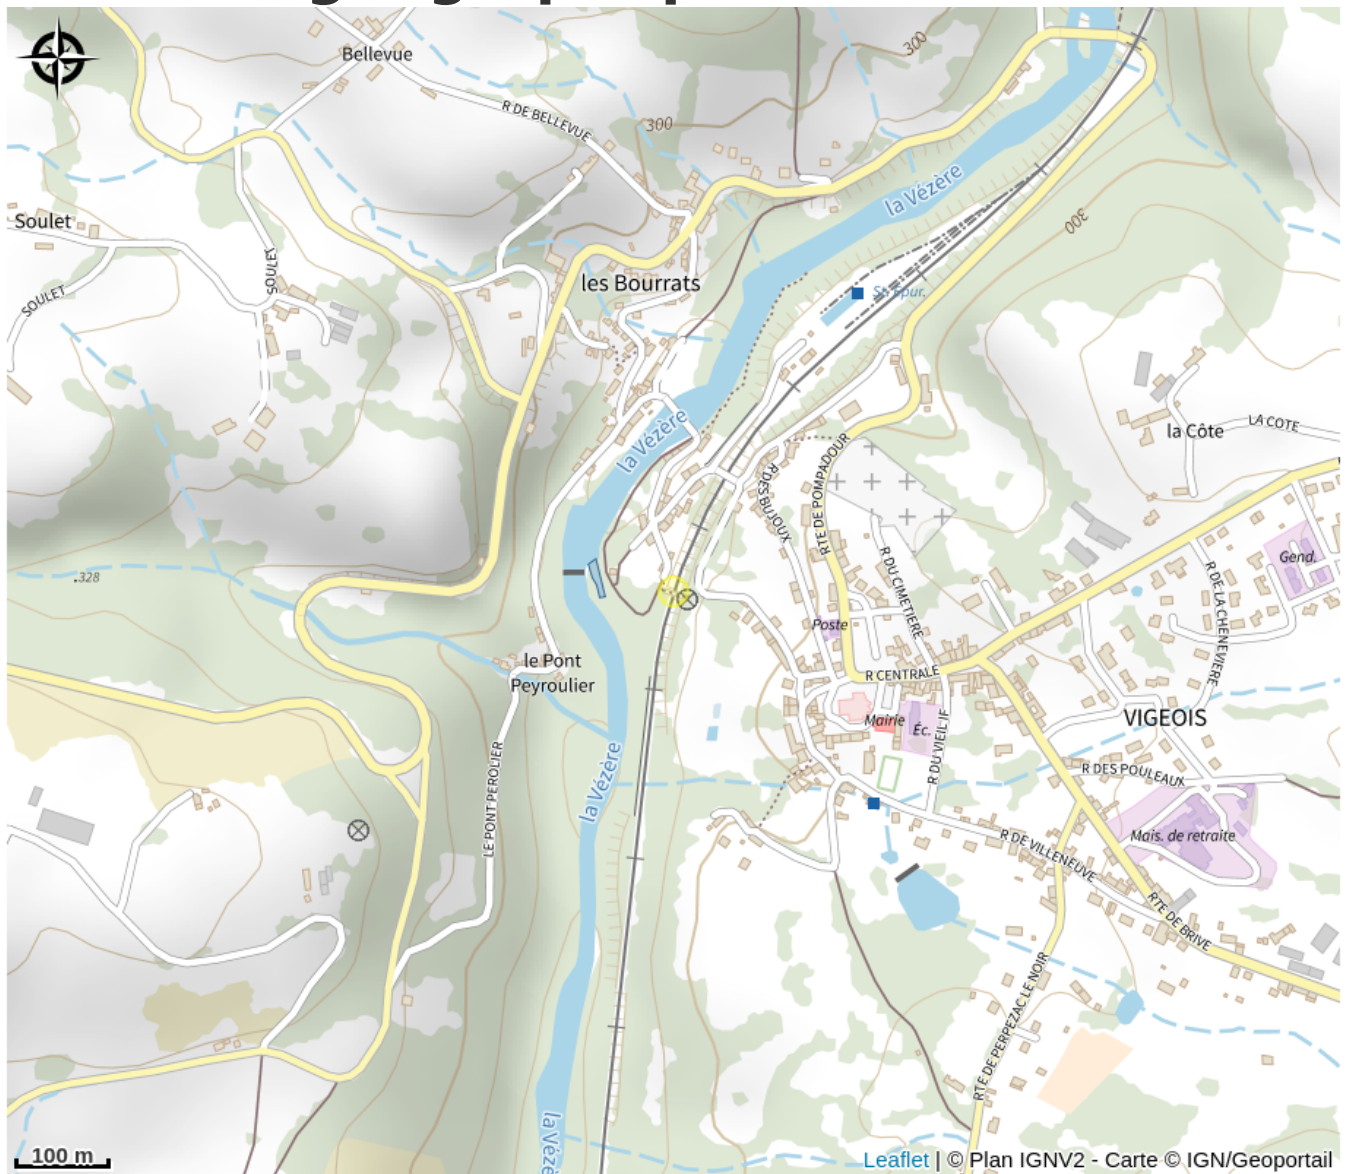 Bellevue
300
R DE BELLEVUE
300
la Vézère
Soulet
300
SOULET
les Bourrats
SOULET
St. Épur.
la Vézère
la Côte
LA COTE
RTE DE POMPADOUR
R DES BUJOUX
R DU CIMETIERE
Gend.
.328
R DE LA CHENEVIERE
Poste
le Pont
Peyroulier
R CENTRALE
VIGEOIS
Mairie
Éc.
R DU VIEIL IF
la Vézère
LE PONT PEROLIER
R DES POULEAUX
Mais. de retraite
R DE VILLENEUVE
RTE DE BRIVE
RTE DE PERPEZAC LE NOIR
la Vézè
100 m
Leaflet | © Plan IGNV2 - Carte © IGN/Geoportail